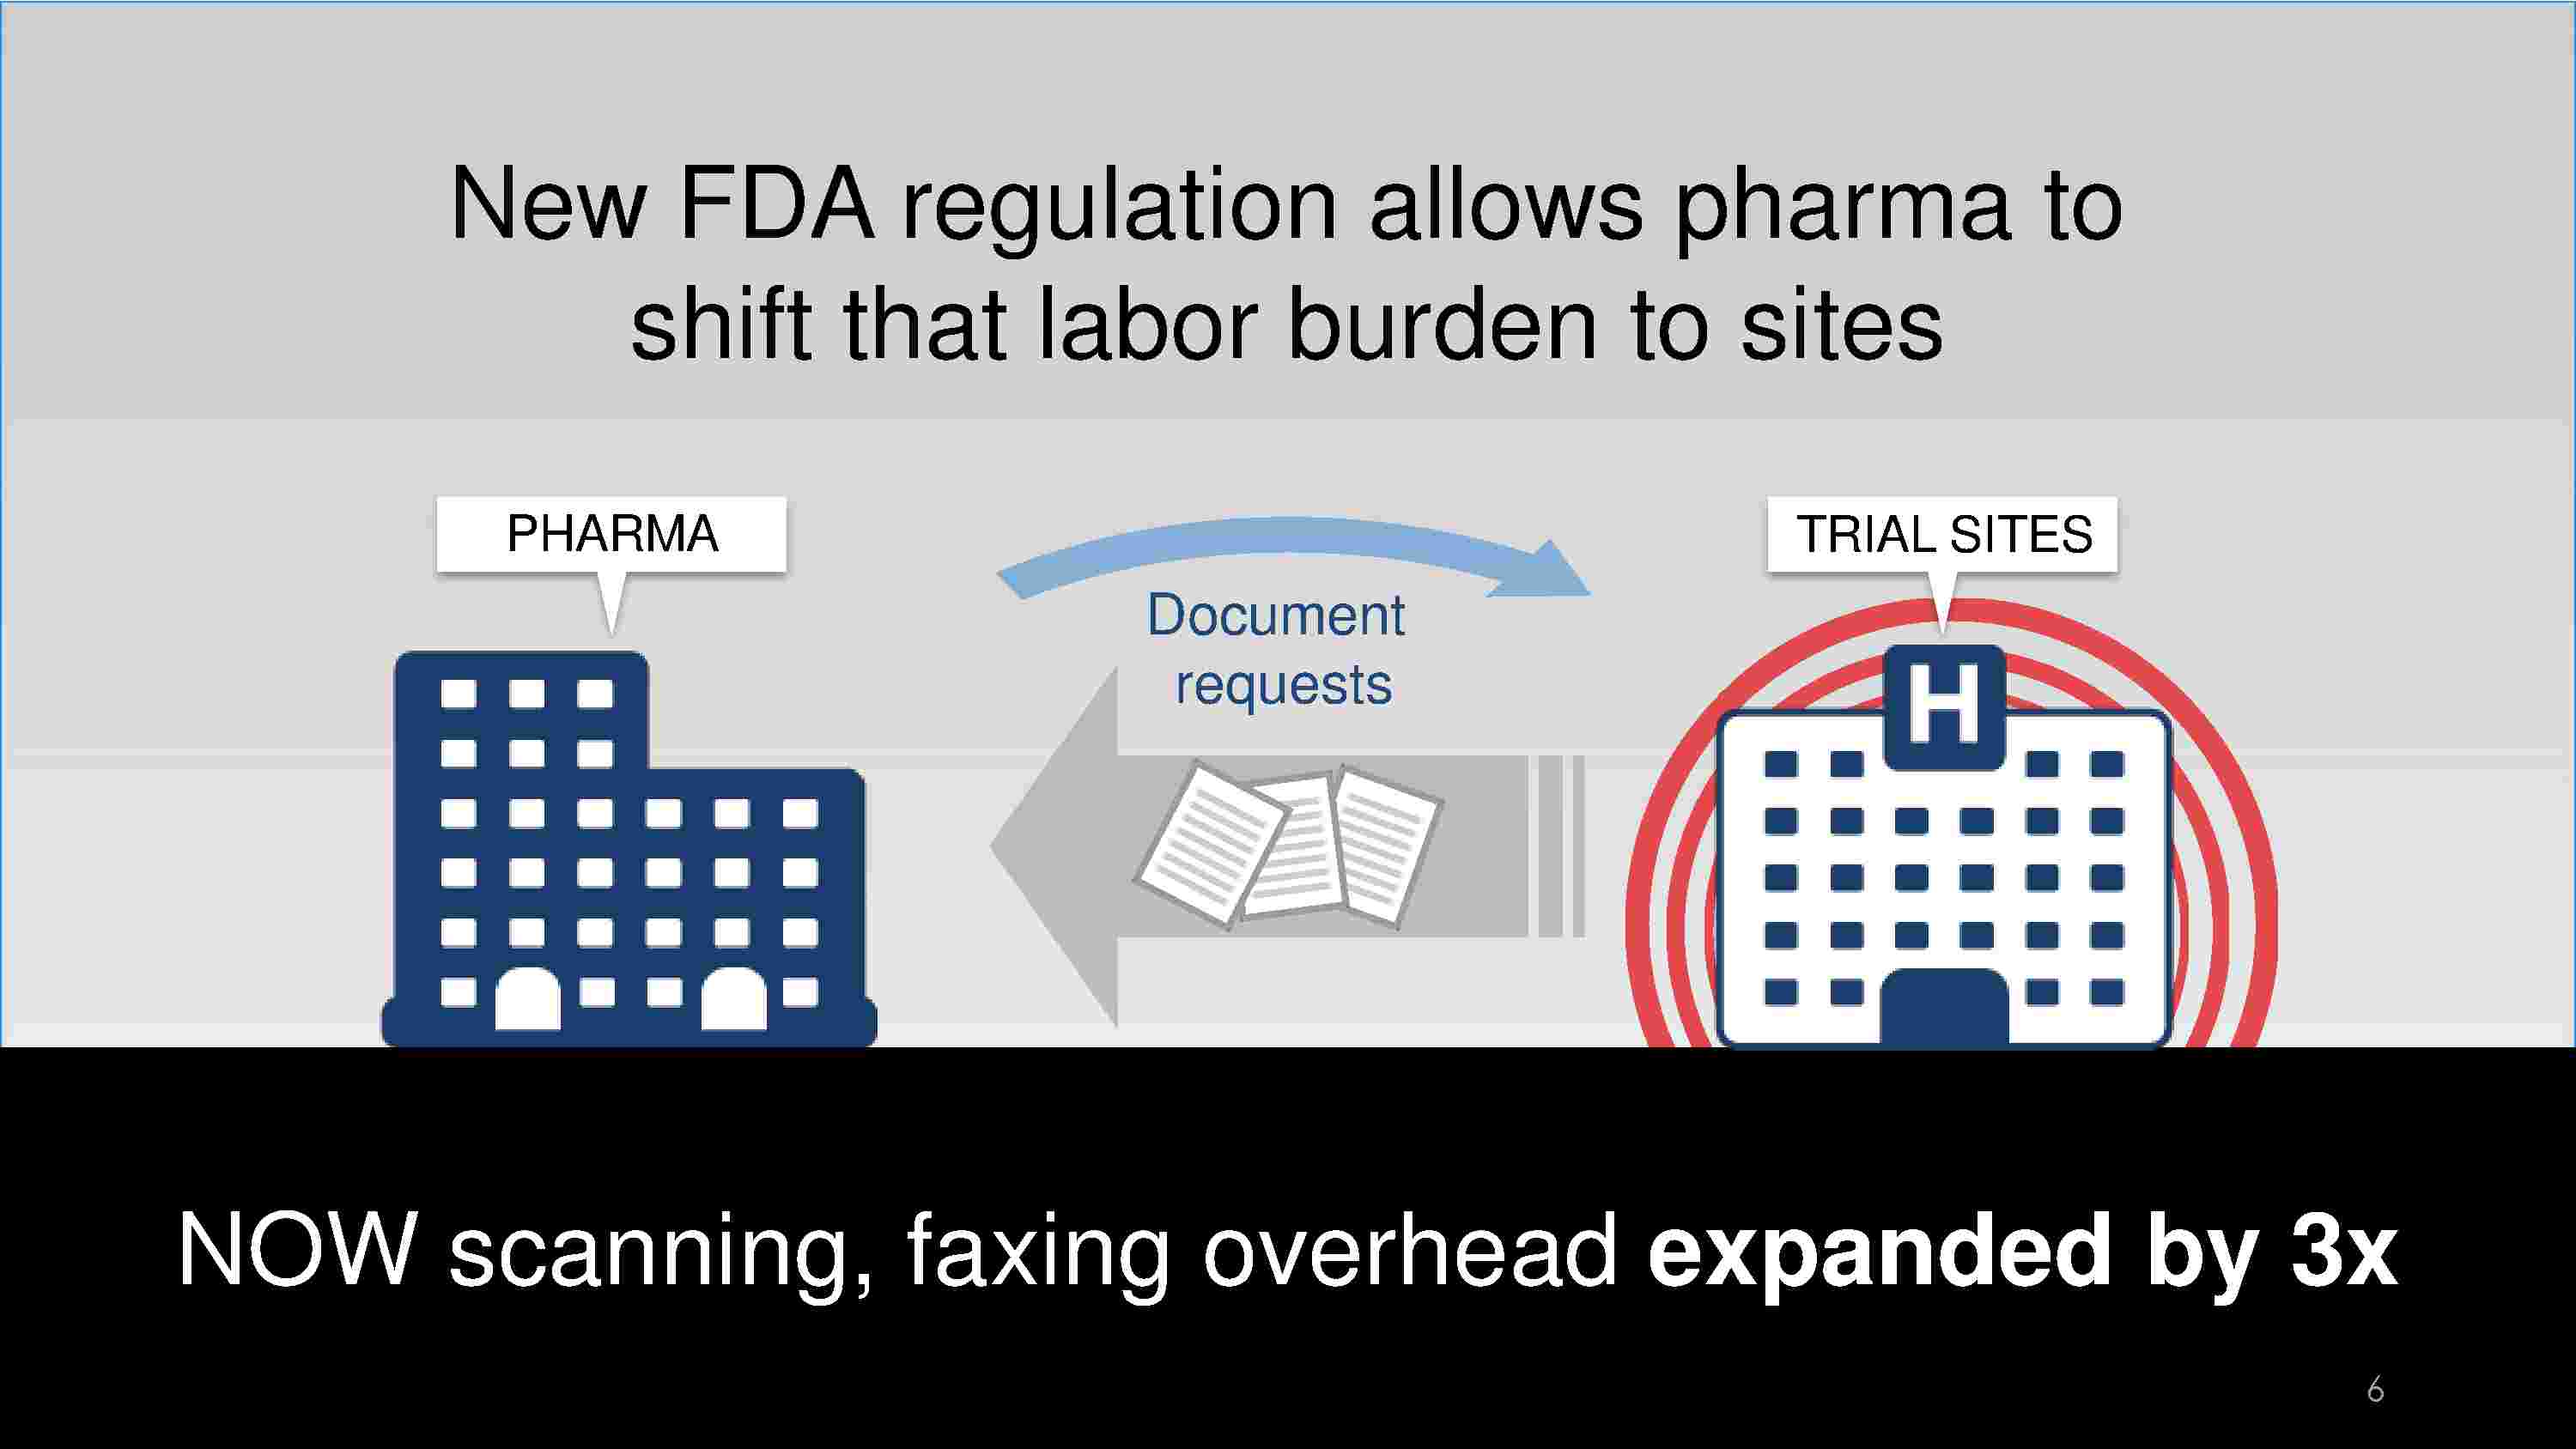 New FDA regulation allows pharma to
shift that labor burden to sites
PHARMA
TRIAL SITES
Document
requests
H
NOW scanning, faxing overhead expanded by 3x
6